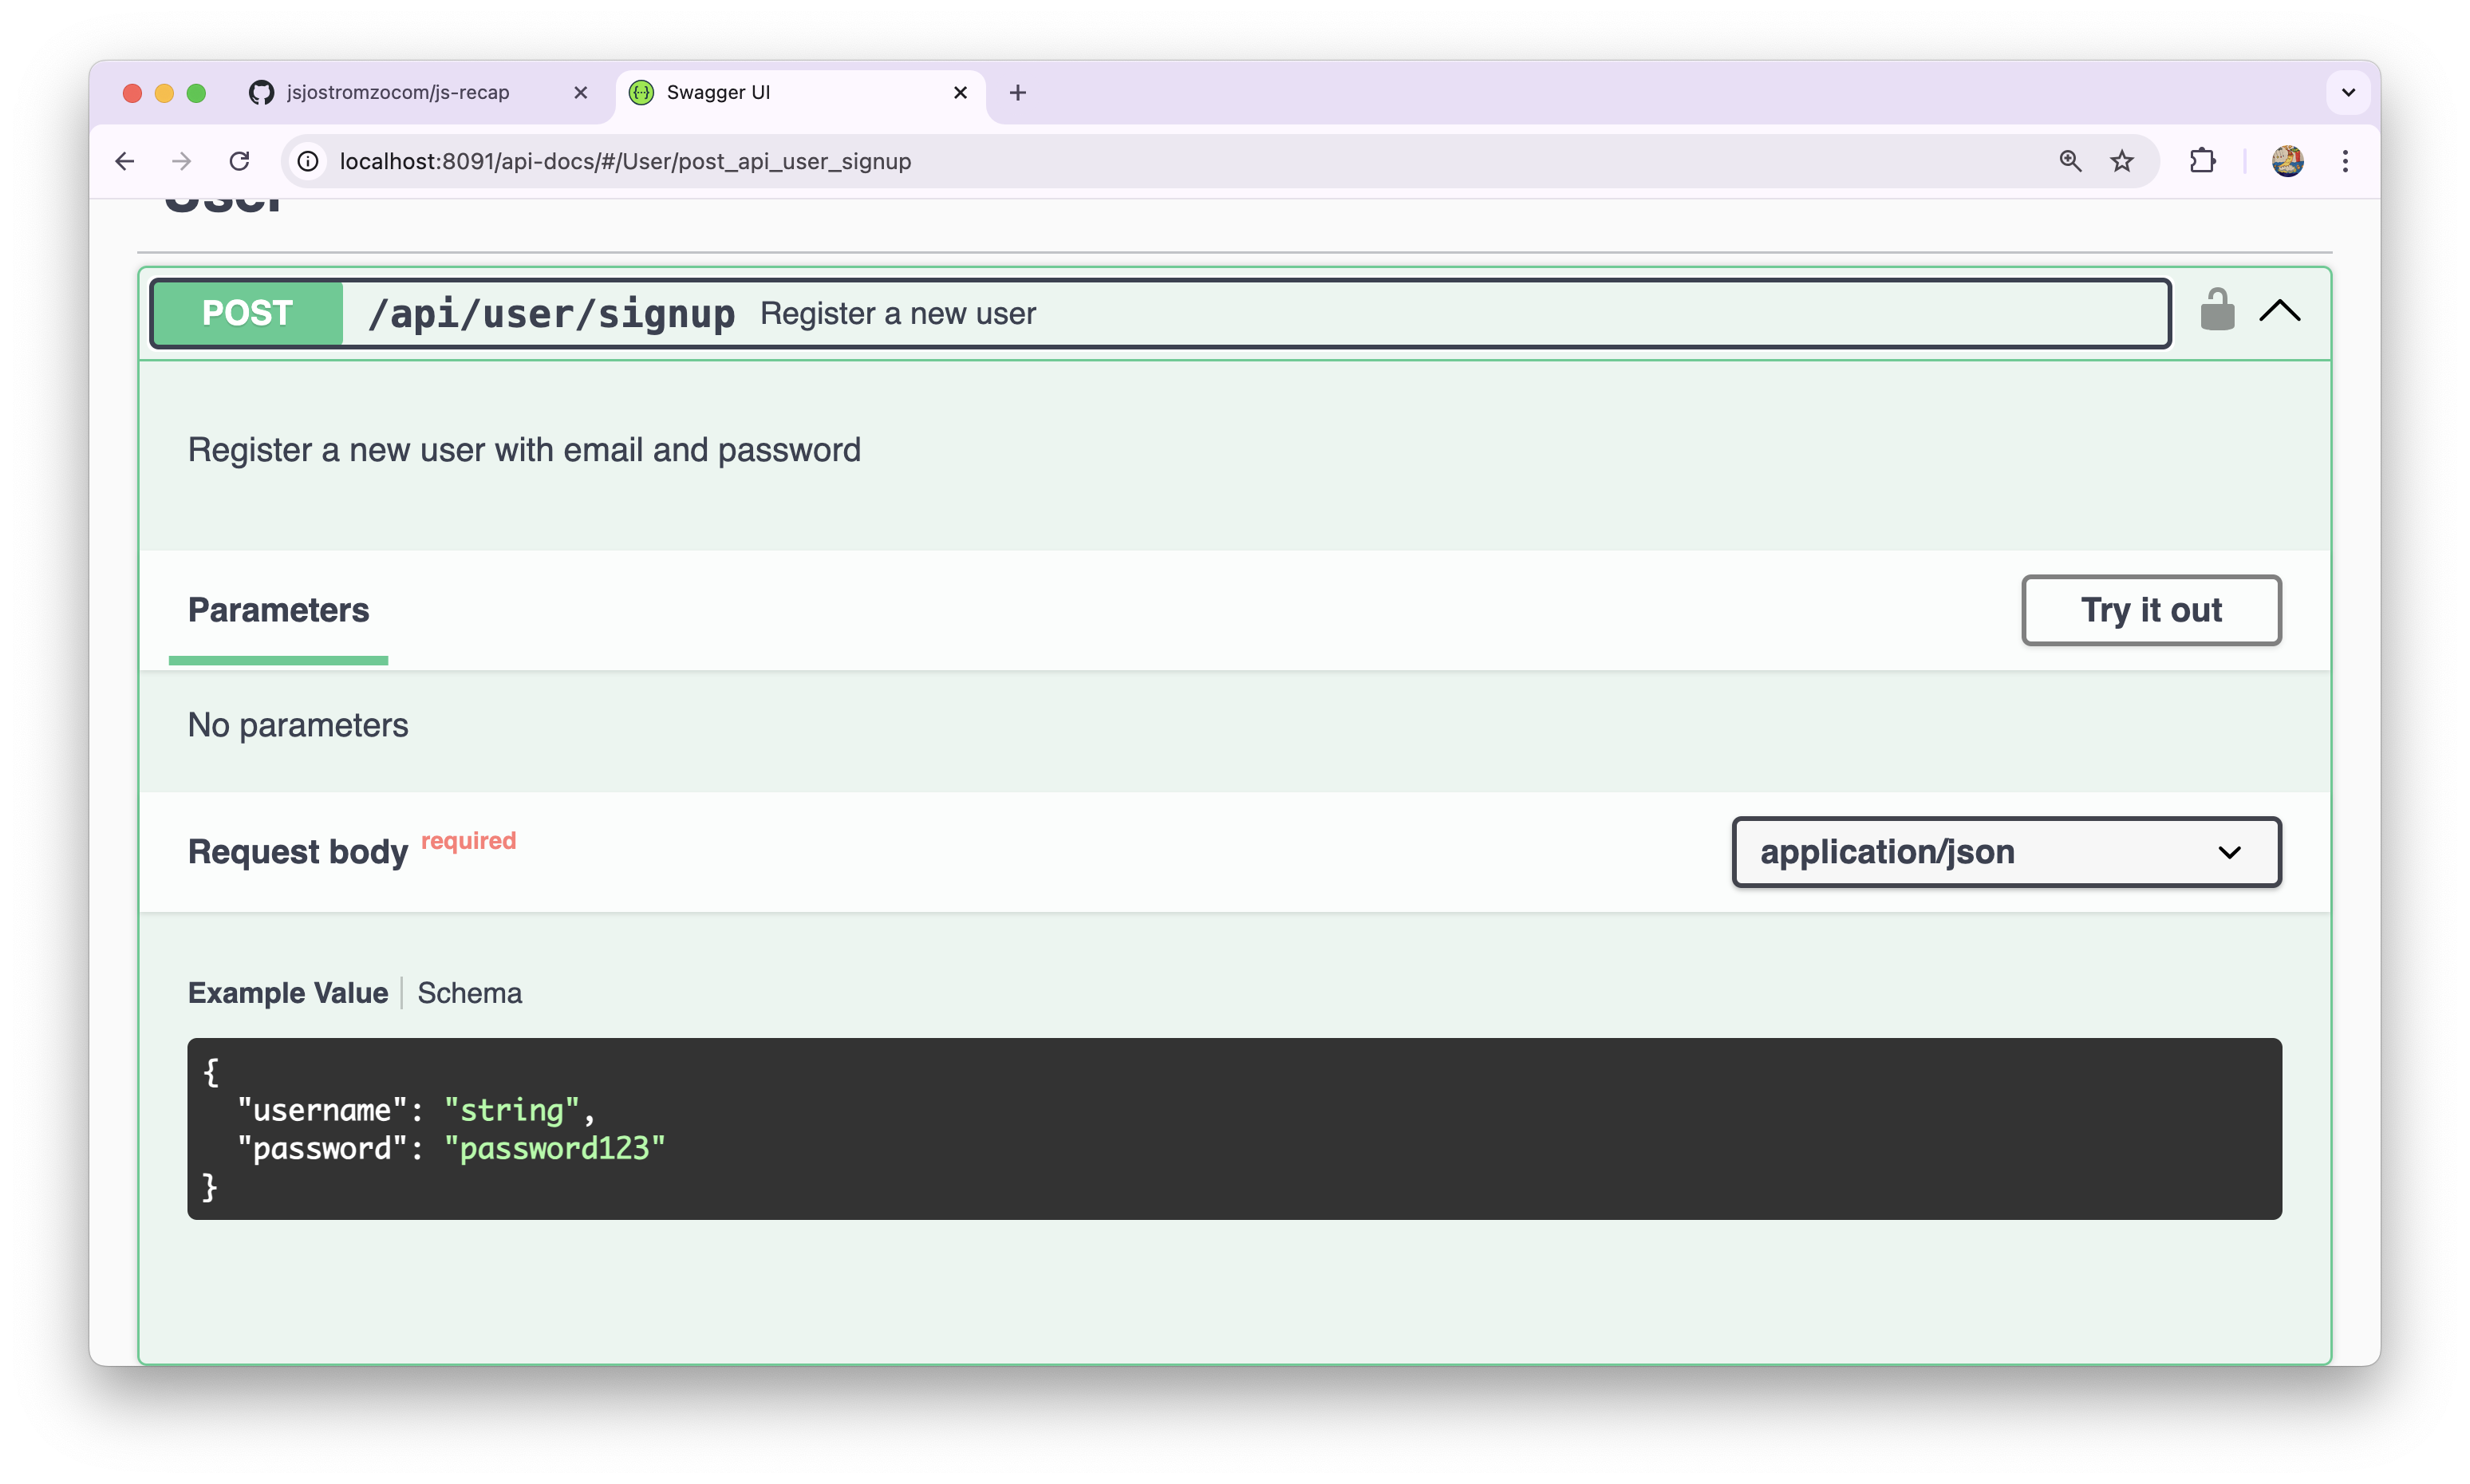 jsjostromzocom/js-recap
Swagger UI
localhost:8091/api-docs/#/User/post_api_user_signup
User
POST /api/user/signup Register a new user
Register a new user with email and password
Parameters
Try it out
No parameters
Request body required
application/json
Example Value | Schema
{
"username": "string",
"password": "password123"
}